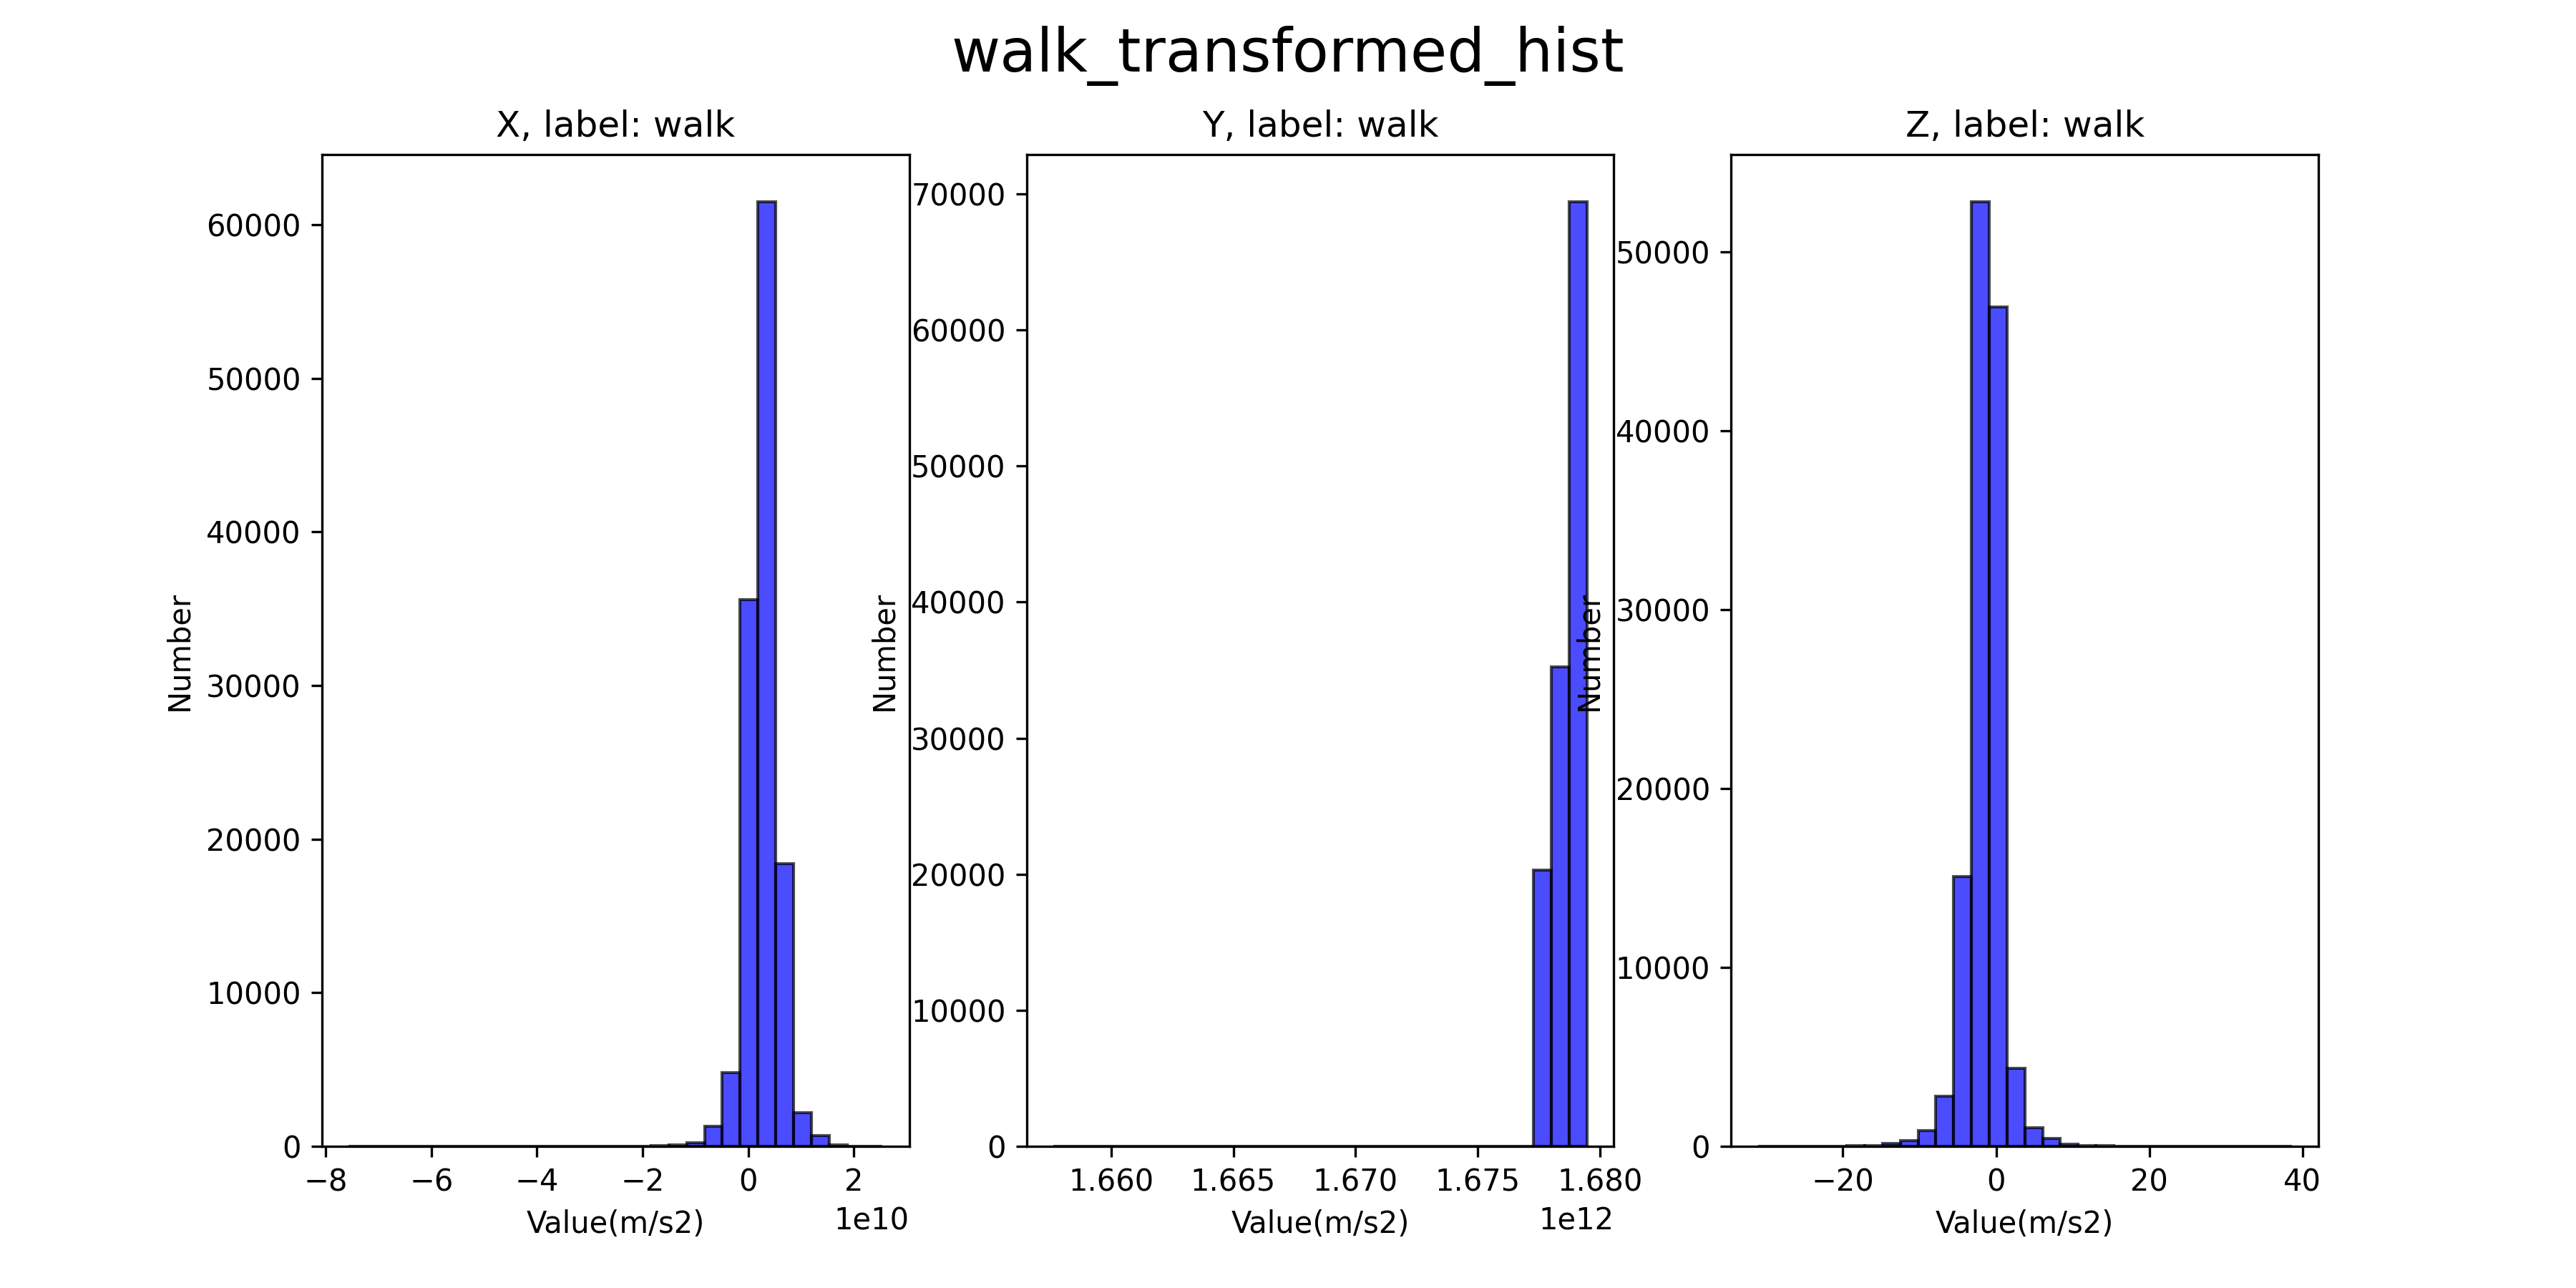 walk_transformed_hist
X, label: walk
60000
50000
40000
30000
20000
10000
0
Number
−8 −6 −4 −2 0 2
1e10
Value(m/s2)
Y, label: walk
70000
60000
50000
40000
30000
20000
10000
0
Number
1.660 1.665 1.670 1.675 1.680
1e12
Value(m/s2)
Z, label: walk
50000
40000
30000
20000
10000
0
Number
−20 0 20 40
Value(m/s2)